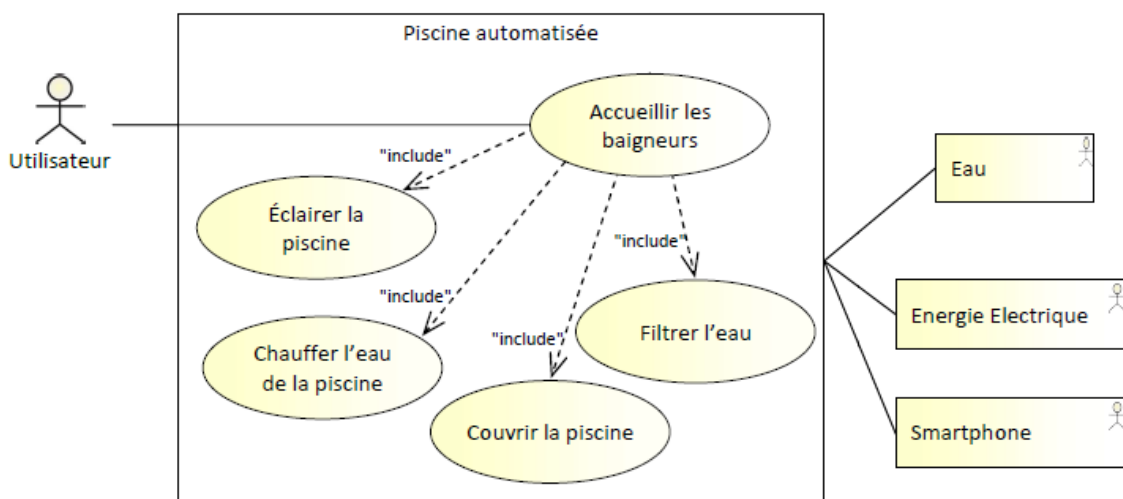 Piscine automatisée
Utilisateur
Accueillir les
baigneurs
"include"
Éclairer la
piscine
"include"
Chauffer l'eau
de la piscine
"include"
Couvrir la piscine
"include"
Filtrer l'eau
Eau
Energie Electrique
Smartphone